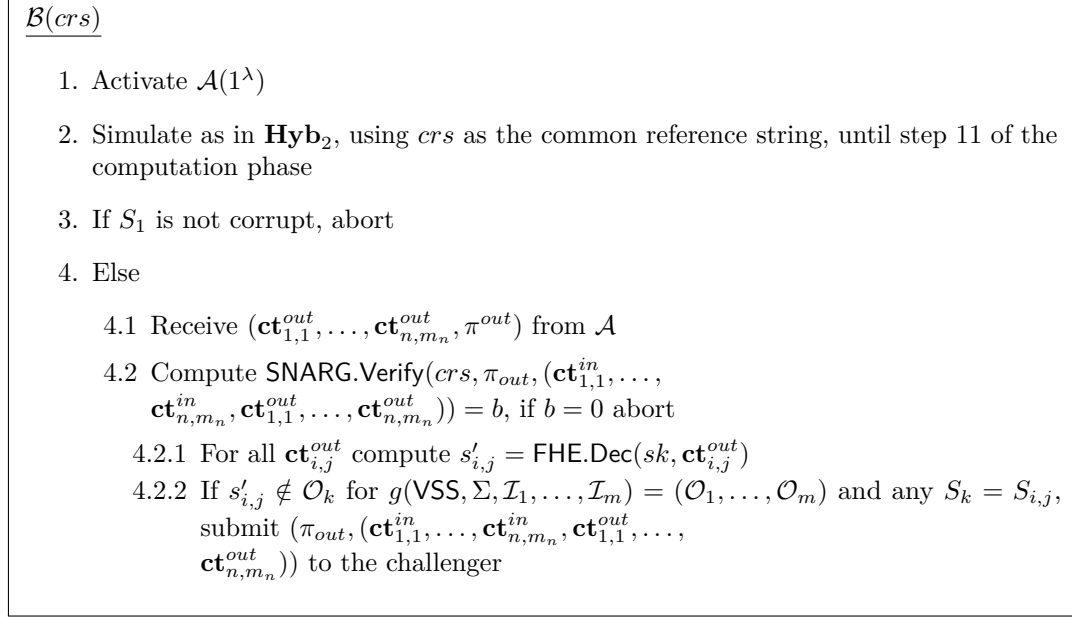 B(crs)
1. Activate A(1^λ)
2. Simulate as in Hyb₂, using crs as the common reference string, until step 11 of the
computation phase
3. If S₁ is not corrupt, abort
4. Else
4.1 Receive (ct^{out}_{1,1}, . . . , ct^{out}_{n,m_n}, π^{out}) from A
4.2 Compute SNARG.Verify(crs, π_{out}, (ct^{in}_{1,1}, . . . ,
ct^{in}_{n,m_n}, ct^{out}_{1,1}, . . . , ct^{out}_{n,m_n})) = b, if b = 0 abort
4.2.1 For all ct^{out}_{i,j} compute s'_{i,j} = FHE.Dec(sk, ct^{out}_{i,j})
4.2.2 If s'_{i,j} ∉ O_k for g(VSS, Σ, I₁, . . . , I_m) = (O₁, . . . , O_m) and any S_k = S_{i,j},
submit (π_{out}, (ct^{in}_{1,1}, . . . , ct^{in}_{n,m_n}, ct^{out}_{1,1}, . . . ,
ct^{out}_{n,m_n})) to the challenger